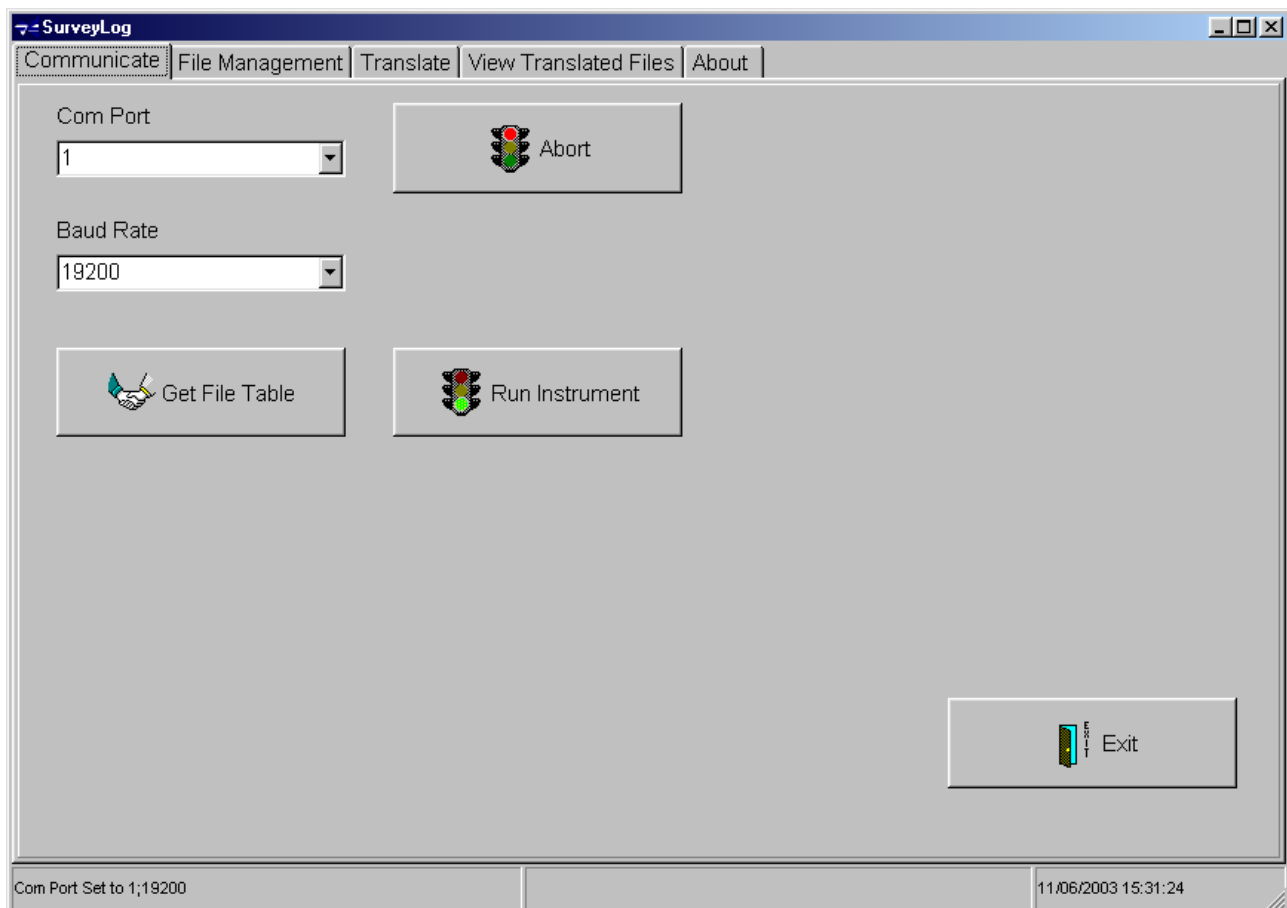 SurveyLog
Communicate File Management Translate View Translated Files About
Com Port
1
Abort
Baud Rate
19200
Get File Table
Run Instrument
EXIT
Exit
Com Port Set to 1;19200
11/06/2003 15:31:24